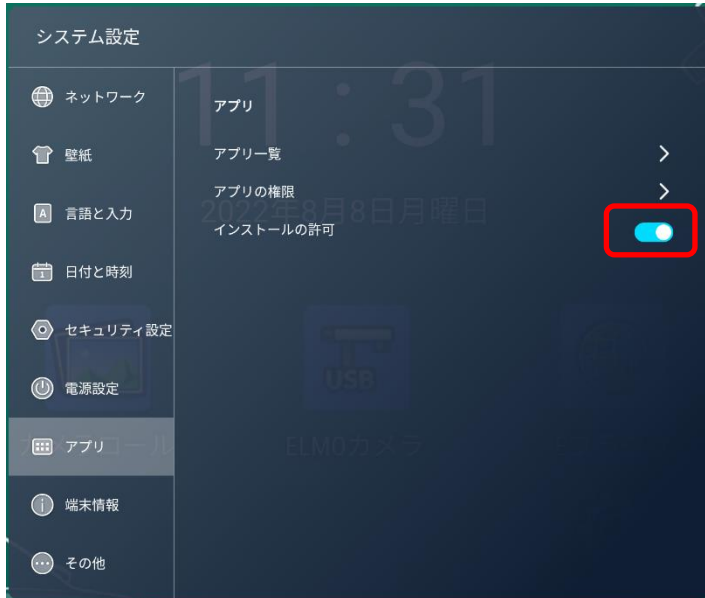 システム設定
ネットワーク
壁紙
言語と入力
日付と時刻
セキュリティ設定
電源設定
アプリ
端末情報
その他
アプリ
アプリ一覧
アプリの権限
インストールの許可
11:31
2022年8月8日月曜日
USB
ELMOカメラ